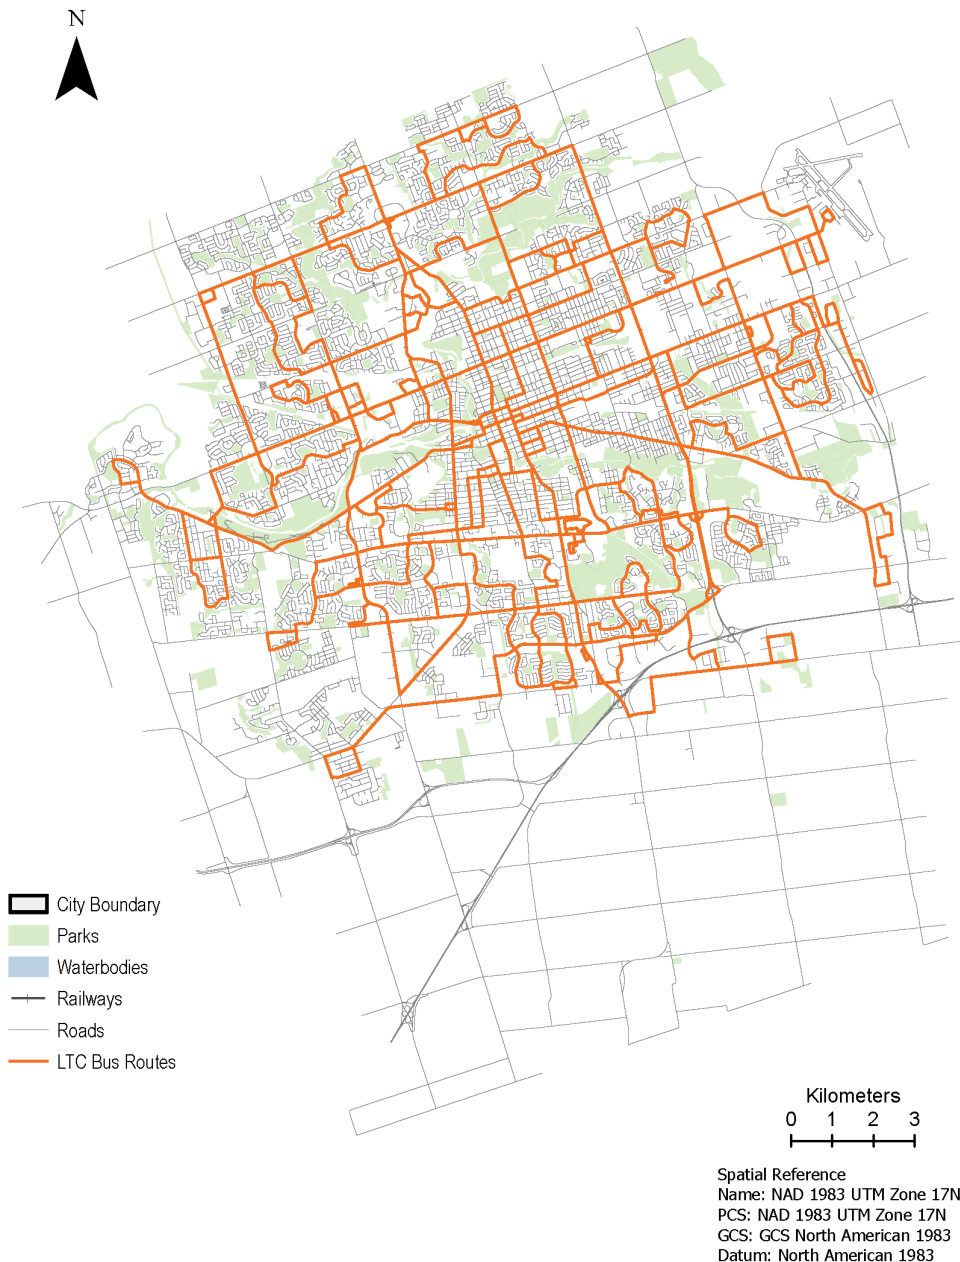 N
City Boundary
Parks
Waterbodies
Railways
Roads
LTC Bus Routes
Kilometers
0 1 2 3
Spatial Reference
Name: NAD 1983 UTM Zone 17N
PCS: NAD 1983 UTM Zone 17N
GCS: GCS North American 1983
Datum: North American 1983